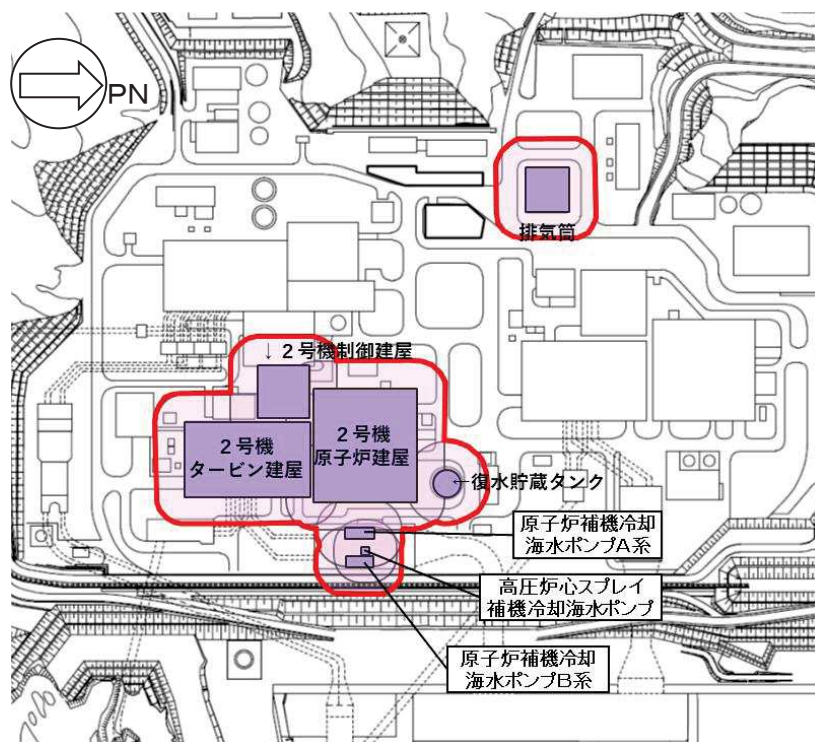 PN
排気筒
↓２号機制御建屋
２号機
タービン建屋
２号機
原子炉建屋
←復水貯蔵タンク
原子炉補機冷却
海水ポンプA系
高圧炉心スプレイ
補機冷却海水ポンプ
原子炉補機冷却
海水ポンプB系